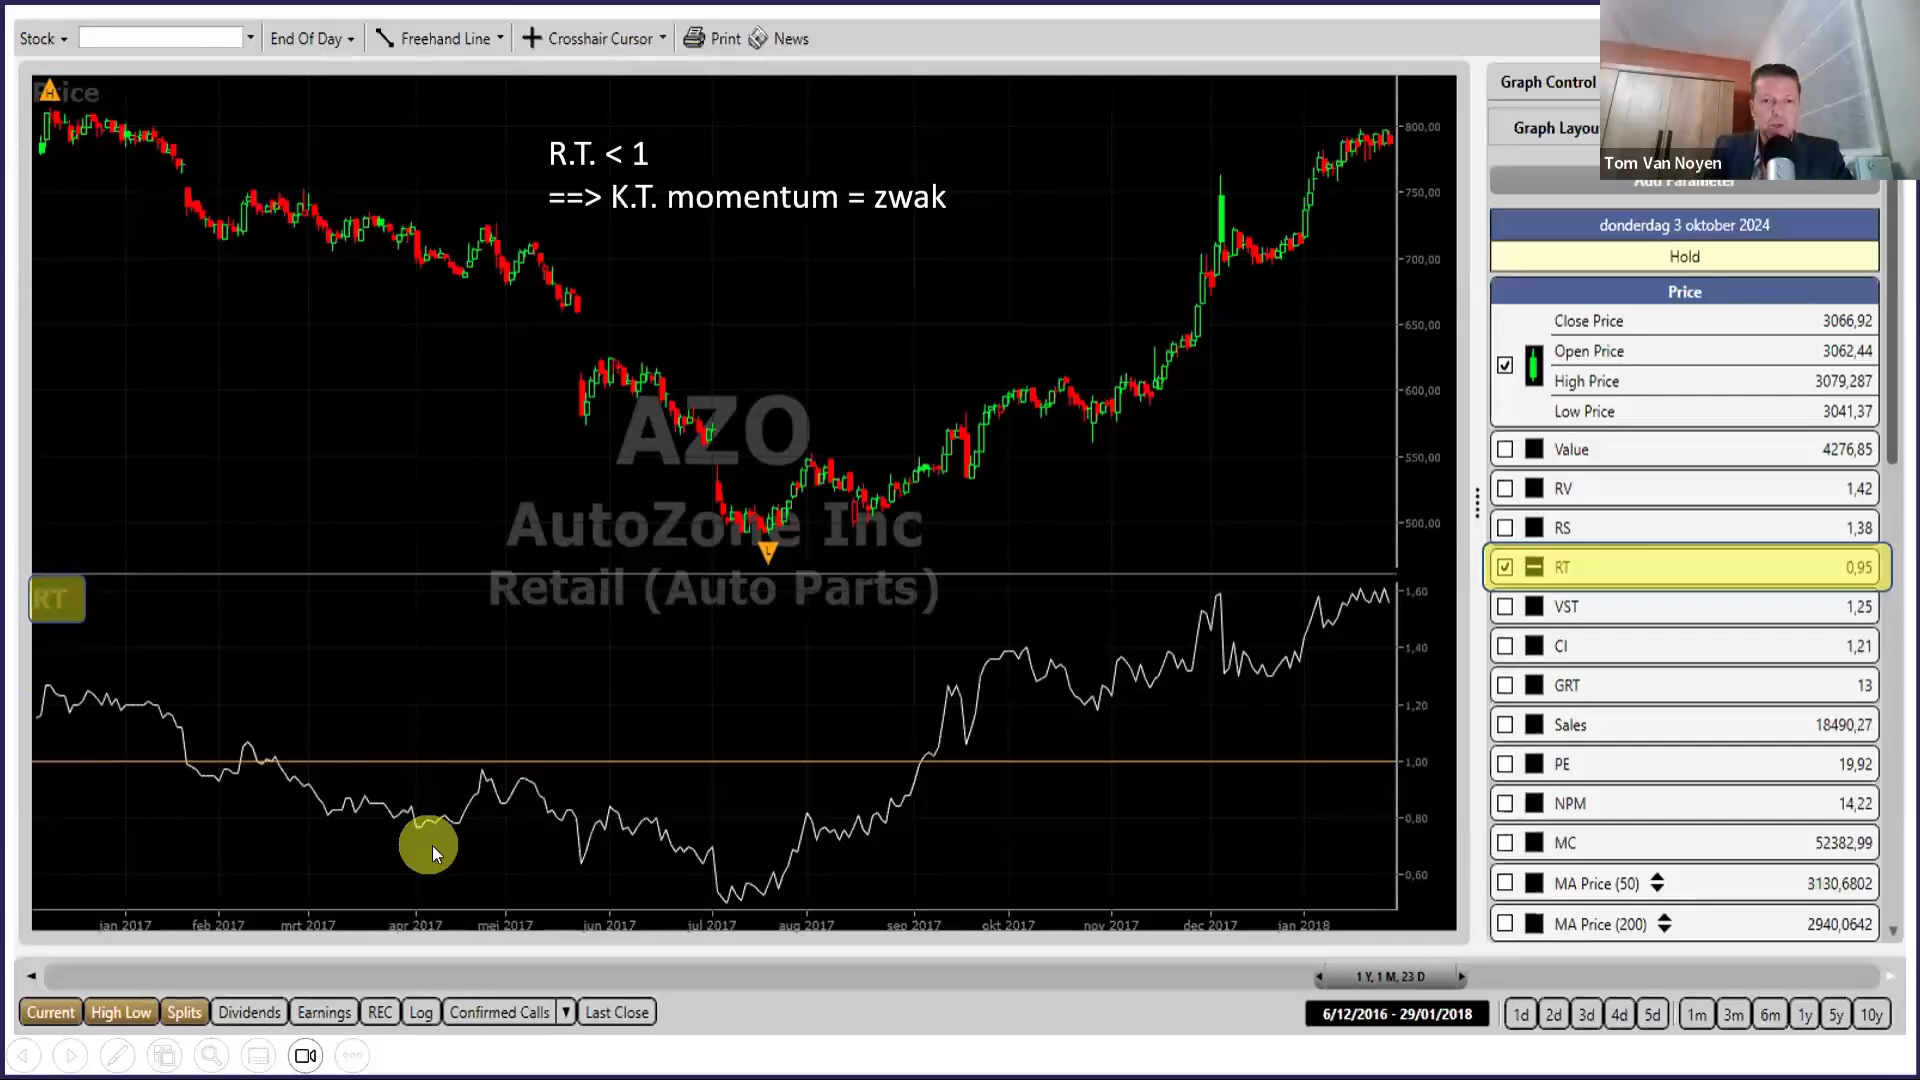 Stock
End Of Day
Freehand Line
Crosshair Cursor
Print
News
Graph Control
Tom Van Noyen
Add Parameter
Price
H
R.T. < 1
==> K.T. momentum = zwak
AZO
AutoZone Inc
Retail (Auto Parts)
L
800,00
750,00
700,00
650,00
600,00
550,00
500,00
RT
1,60
1,40
1,20
1,00
0,80
0,60
jan 2017
feb 2017
mrt 2017
apr 2017
mei 2017
jun 2017
jul 2017
aug 2017
sep 2017
okt 2017
nov 2017
dec 2017
jan 2018
donderdag 3 oktober 2024
Hold
Price
Close Price 3066,92
Open Price 3062,44
High Price 3079,287
Low Price 3041,37
Value 4276,85
RV 1,42
RS 1,38
RT 0,95
VST 1,25
CI 1,21
GRT 13
Sales 18490,27
PE 19,92
NPM 14,22
MC 52382,99
MA Price (50) 3130,6802
MA Price (200) 2940,0642
1 Y, 1 M, 23 D
Current
High Low
Splits
Dividends
Earnings
REC
Log
Confirmed Calls
Last Close
6/12/2016 - 29/01/2018
1d
2d
3d
4d
5d
1m
3m
6m
1y
5y
10y